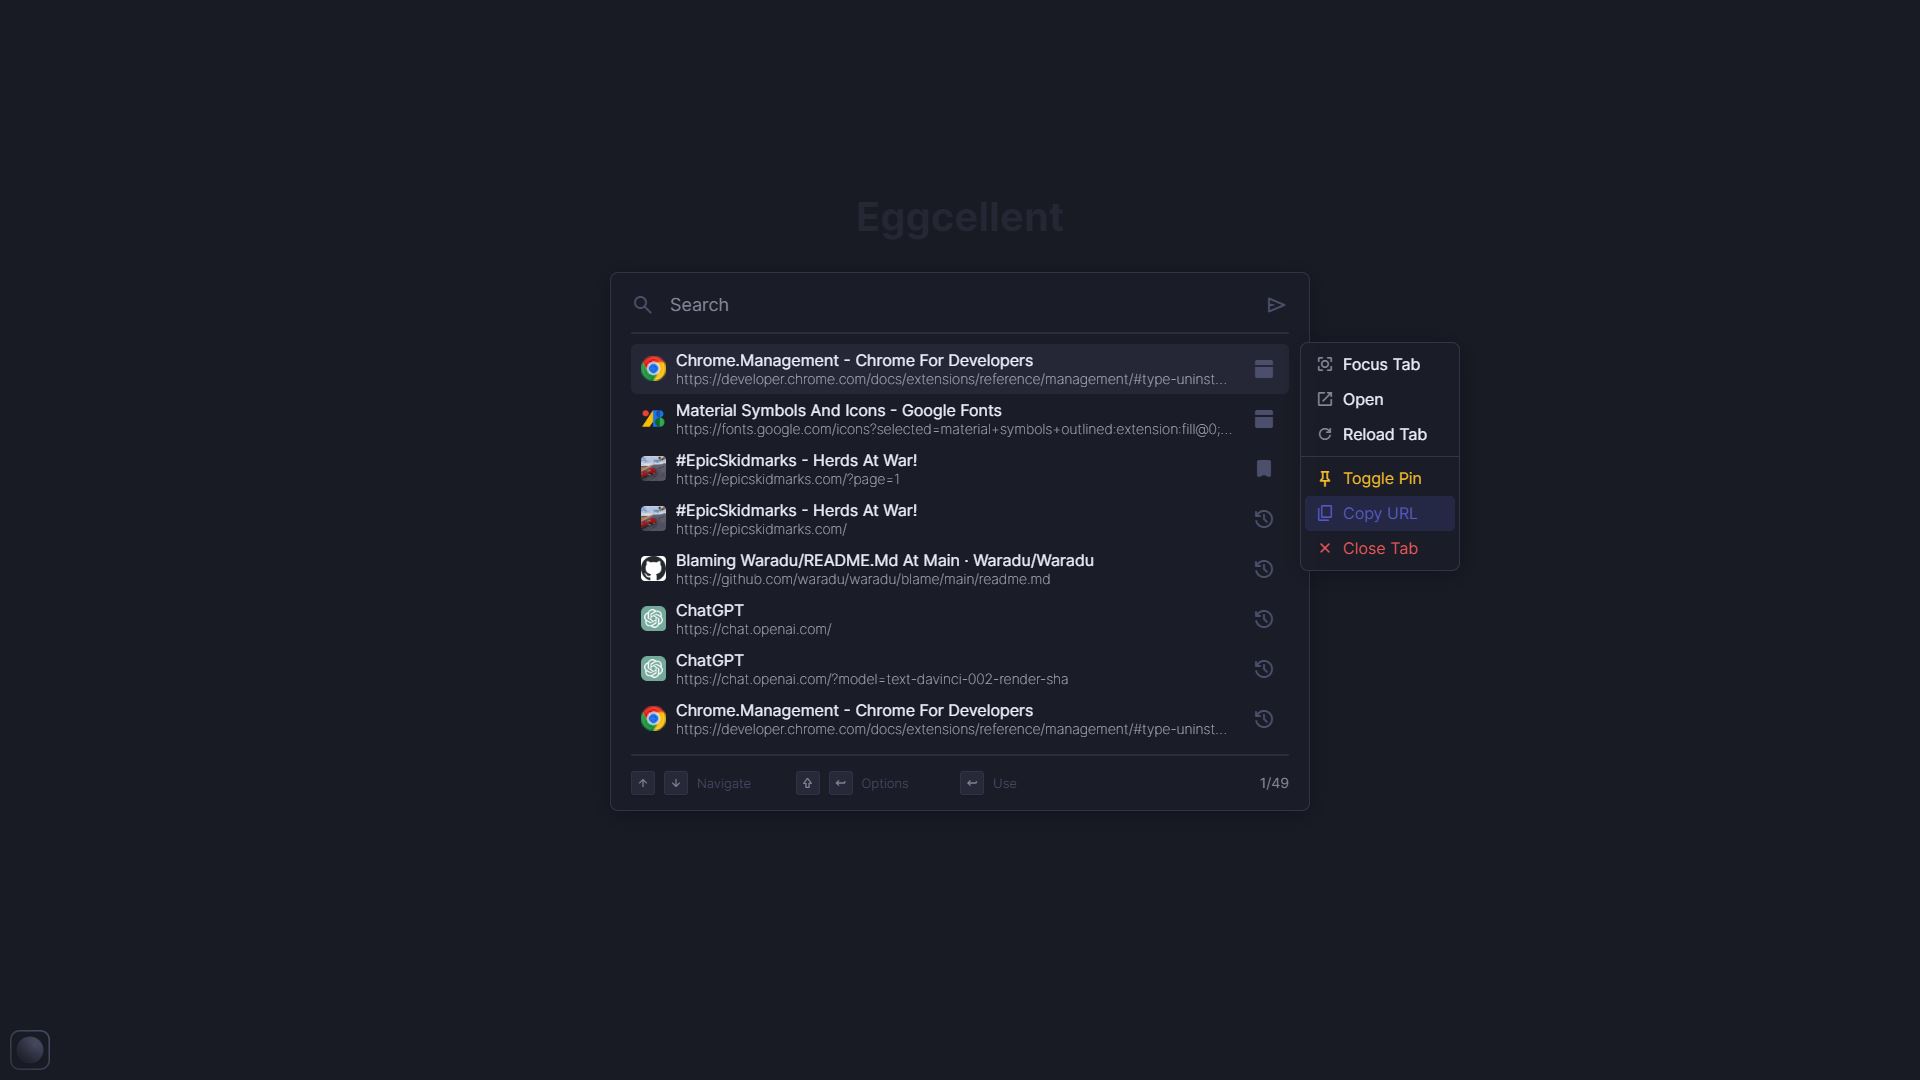 Eggcellent
Search
Chrome.Management - Chrome For Developers
https://developer.chrome.com/docs/extensions/reference/management/#type-uninst...
Material Symbols And Icons - Google Fonts
https://fonts.google.com/icons?selected=material+symbols+outlined:extension:fill@0;...
#EpicSkidmarks - Herds At War!
https://epicskidmarks.com/?page=1
#EpicSkidmarks - Herds At War!
https://epicskidmarks.com/
Blaming Waradu/README.Md At Main · Waradu/Waradu
https://github.com/waradu/waradu/blame/main/readme.md
ChatGPT
https://chat.openai.com/
ChatGPT
https://chat.openai.com/?model=text-davinci-002-render-sha
Chrome.Management - Chrome For Developers
https://developer.chrome.com/docs/extensions/reference/management/#type-uninst...
Navigate Options Use 1/49
Focus Tab
Open
Reload Tab
Toggle Pin
Copy URL
Close Tab